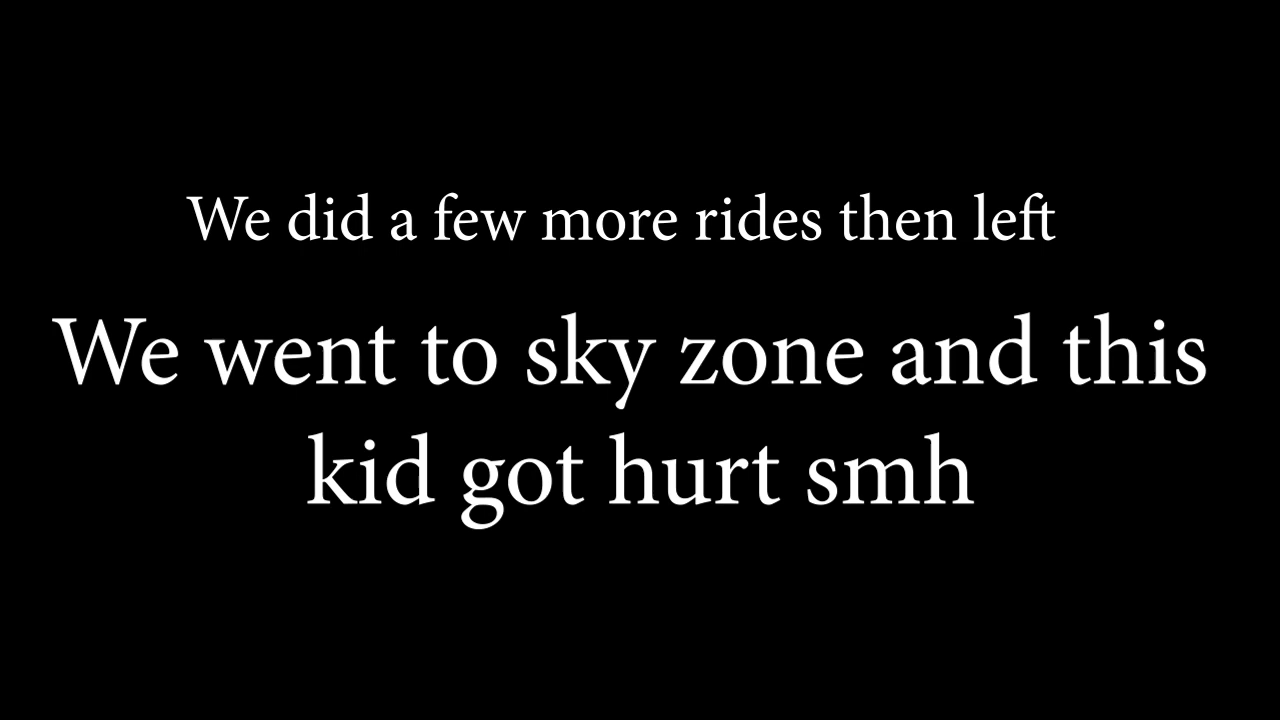 We did a few more rides then left
We went to sky zone and this
kid got hurt smh